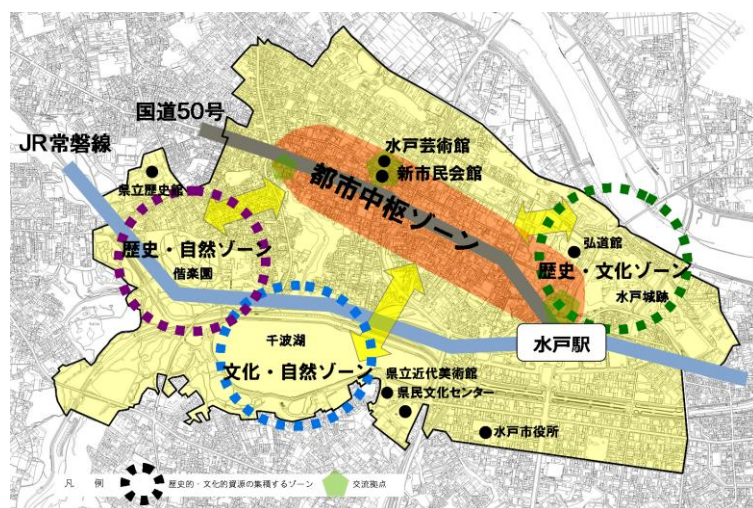 国道50号
JR常磐線
水戸芸術館
新市民会館
県立歴史館
都市中枢ゾーン
弘道館
歴史・自然ゾーン
偕楽園
歴史・文化ゾーン
水戸城跡
千波湖
水戸駅
文化・自然ゾーン
県立近代美術館
県民文化センター
水戸市役所
凡 例
歴史的・文化的資源の集積するゾーン
交流拠点